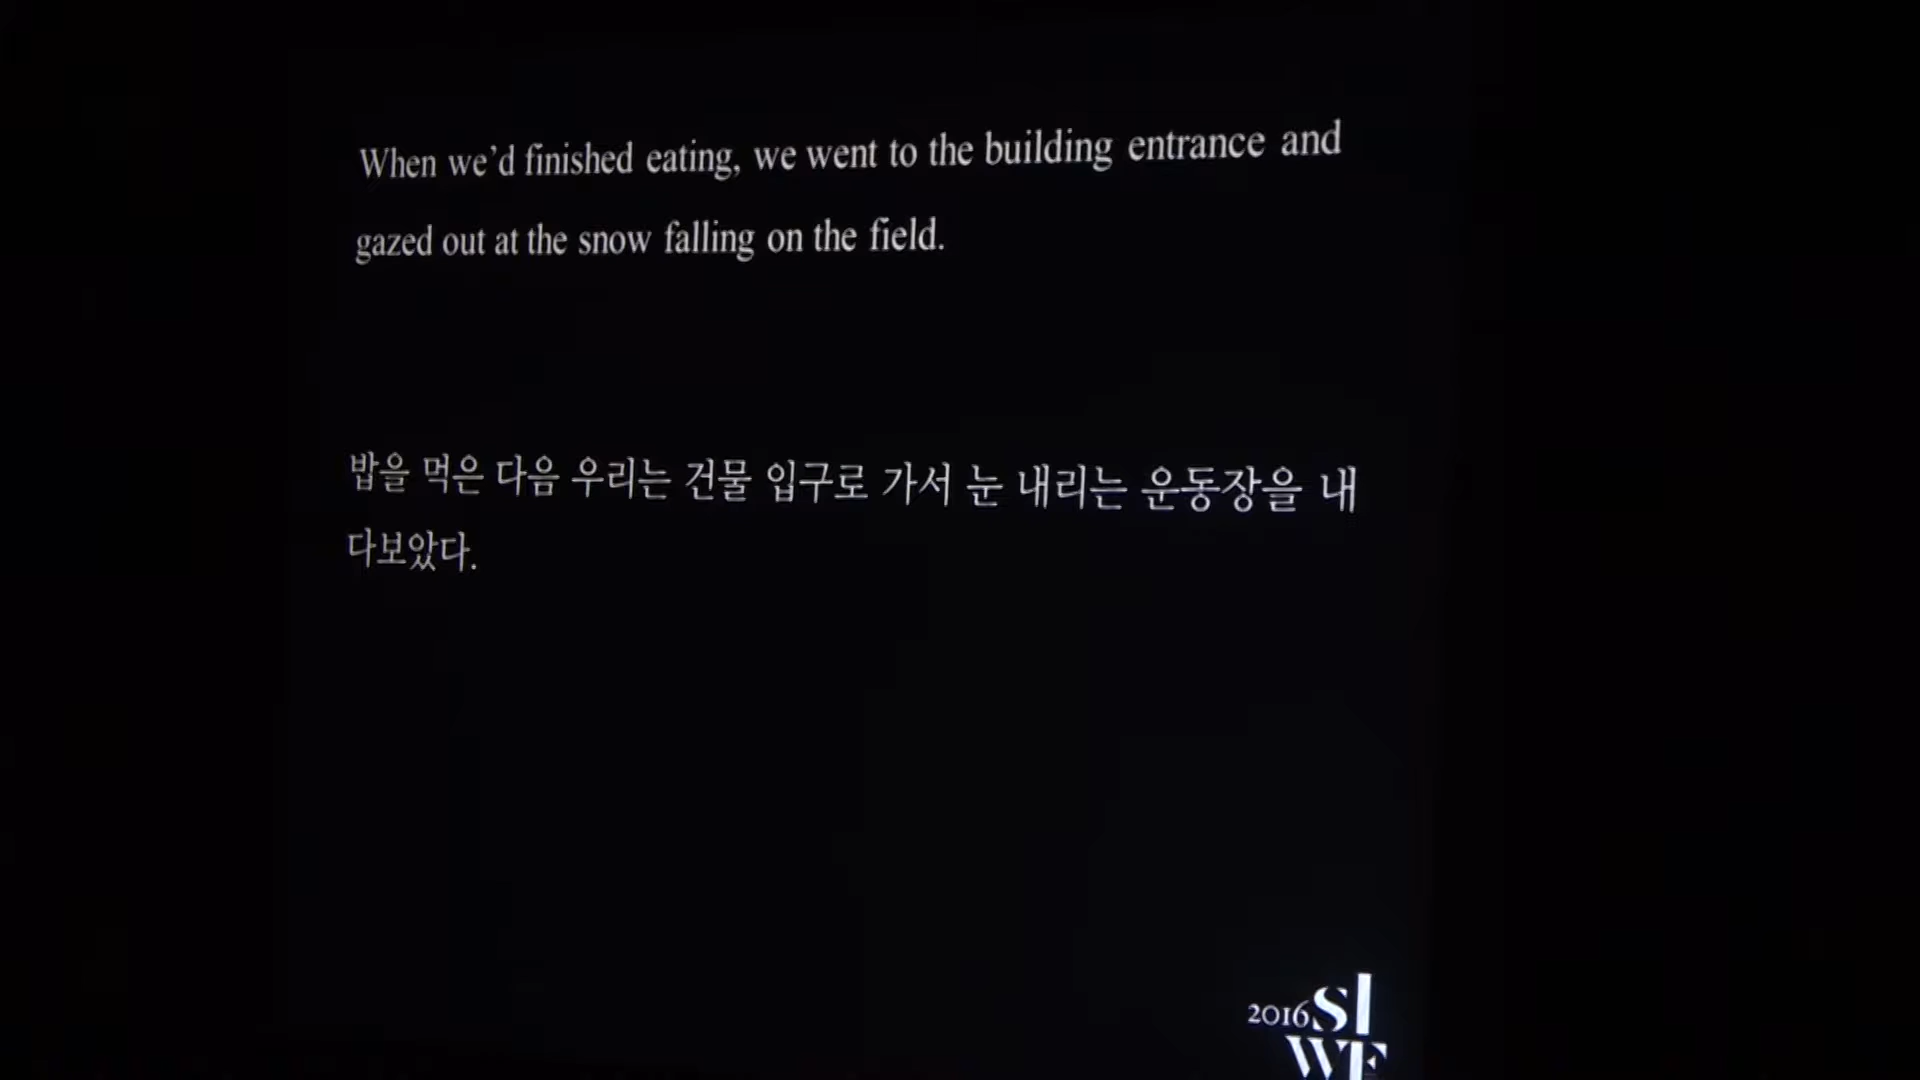 When we’d finished eating, we went to the building entrance and
gazed out at the snow falling on the field.
밥을 먹은 다음 우리는 건물 입구로 가서 눈 내리는 운동장을 내
다보았다.
2016 SI
WF